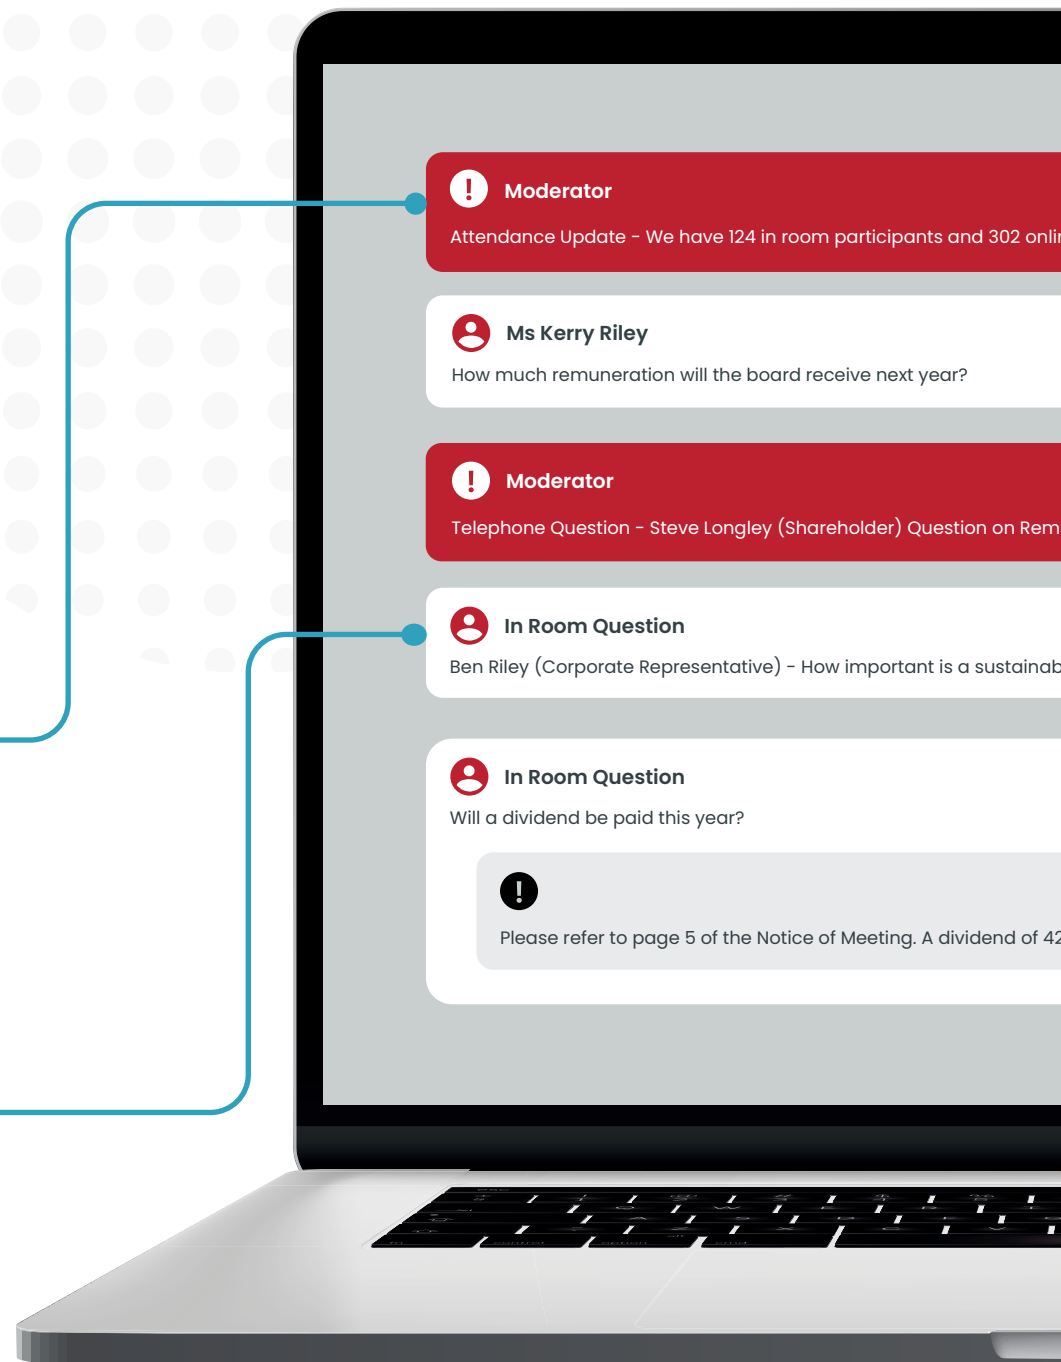 Moderator
Attendance Update - We have 124 in room participants and 302
Ms Kerry Riley
How much remuneration will the board receive next year?
Moderator
Telephone Question - Steve Longley (Shareholder) Question on
In Room Question
Ben Riley (Corporate Representative) - How important is a
In Room Question
Will a dividend be paid this year?
Please refer to page 5 of the Notice of Meeting. A dividend of 42
control
option
cmd